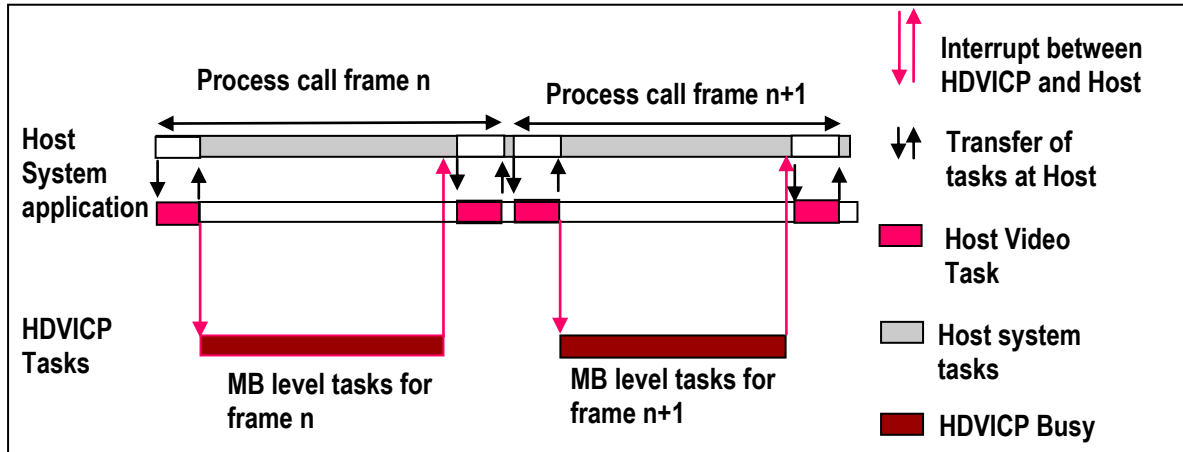 Process call frame n
Process call frame n+1
Host
System
application
HDVICP
Tasks
MB level tasks for
frame n
MB level tasks for
frame n+1
Interrupt between
HDVICP and Host
Transfer of
tasks at Host
Host Video
Task
Host system
tasks
HDVICP Busy